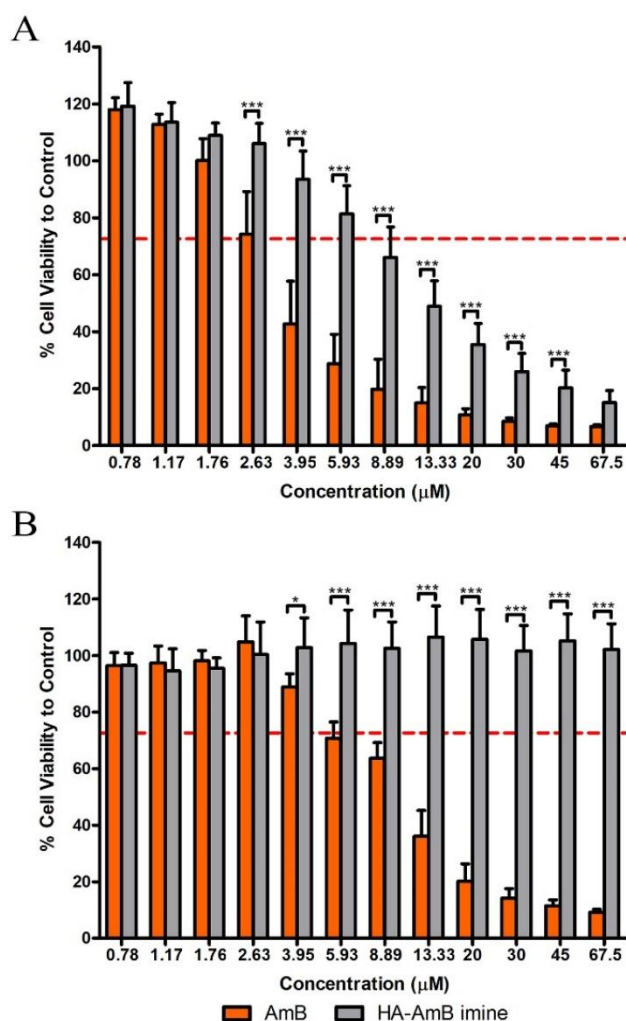 A
% Cell Viability to Control
140
120
100
80
60
40
20
0
*** *** *** *** *** *** *** ***
0.78 1.17 1.76 2.63 3.95 5.93 8.89 13.33 20 30 45 67.5
Concentration (μM)
B
% Cell Viability to Control
140
120
100
80
60
40
20
0
* *** *** *** *** *** *** ***
0.78 1.17 1.76 2.63 3.95 5.93 8.89 13.33 20 30 45 67.5
Concentration (μM)
AmB HA-AmB imine